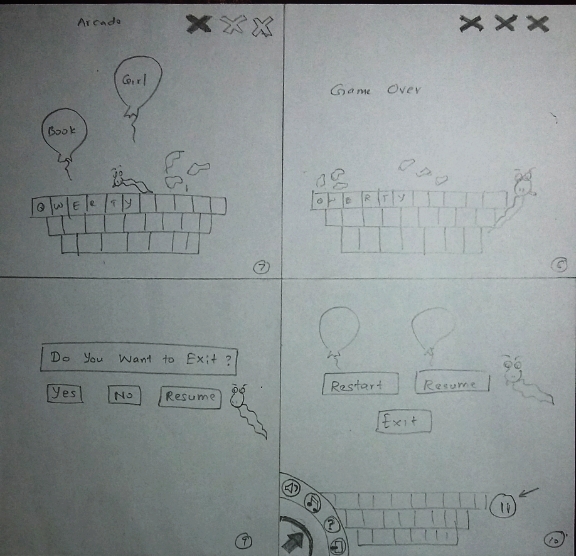 Arcade
Girl
Book
Q W E R T Y
7
Game Over
Q W E R T Y
8
Do You Want to Exit?
Yes No Resume
9
Restart Resume
Exit
?
10